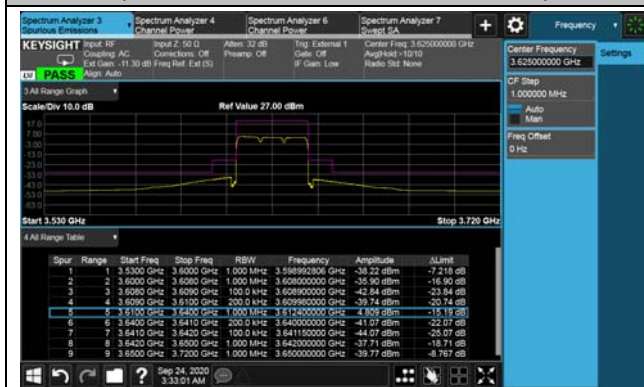 Spectrum Analyzer 3 Spectrum Analyzer 4 Spectrum Analyzer 6 Spectrum Analyzer 7 + Frequency
Spurious Emissions Channel Power Channel Power Swept SA
KEYSIGHT Input: RF Input Z: 50 Ω Atten: 32 dB Trig: External 1 Center Freq: 3.625000000 GHz
Coupling: AC Corrections: Off Preamp: Off Gate: Off Avg|Hold:>10/10
Ext Gain: -11.30 dB Freq Ref: Ext (S) IF Gain: Low Radio Std: None
LXI PASS Align: Auto
Center Frequency Settings
3.625000000 GHz
CF Step
1.000000 MHz
Auto
Man
Freq Offset
0 Hz
3 All Range Graph
Scale/Div 10.0 dB Ref Value 27.00 dBm
17.0
7.00
-3.00
-13.0
-23.0
-33.0
-43.0
-53.0
-63.0
Start 3.530 GHz Stop 3.720 GHz
4 All Range Table
Spur Range Start Freq Stop Freq RBW Frequency Amplitude ΔLimit
1 1 3.5300 GHz 3.6000 GHz 1.000 MHz 3.598992806 GHz -38.22 dBm -7.218 dB
2 2 3.6000 GHz 3.6080 GHz 1.000 MHz 3.608000000 GHz -35.90 dBm -16.90 dB
3 3 3.6080 GHz 3.6090 GHz 100.0 kHz 3.608900000 GHz -42.84 dBm -23.84 dB
4 4 3.6090 GHz 3.6100 GHz 200.0 kHz 3.609980000 GHz -39.74 dBm -20.74 dB
5 5 3.6100 GHz 3.6400 GHz 1.000 MHz 3.612400000 GHz 4.809 dBm -15.19 dB
6 6 3.6400 GHz 3.6410 GHz 200.0 kHz 3.640000000 GHz -41.07 dBm -22.07 dB
7 7 3.6410 GHz 3.6420 GHz 100.0 kHz 3.641150000 GHz -44.07 dBm -25.07 dB
8 8 3.6420 GHz 3.6500 GHz 1.000 MHz 3.642000000 GHz -37.71 dBm -18.71 dB
9 9 3.6500 GHz 3.7200 GHz 1.000 MHz 3.650000000 GHz -39.77 dBm -8.767 dB
? Sep 24, 2020
3:33:01 AM